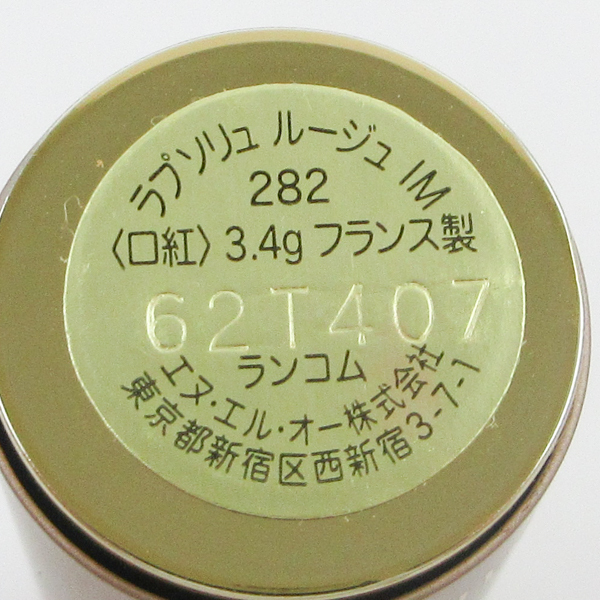 ラプソリュ ルージュ IM
282
〈口紅〉 3.4g フランス製
62T407
ランコム
エヌ・エル・オー株式会社
東京都新宿区西新宿3-7-1